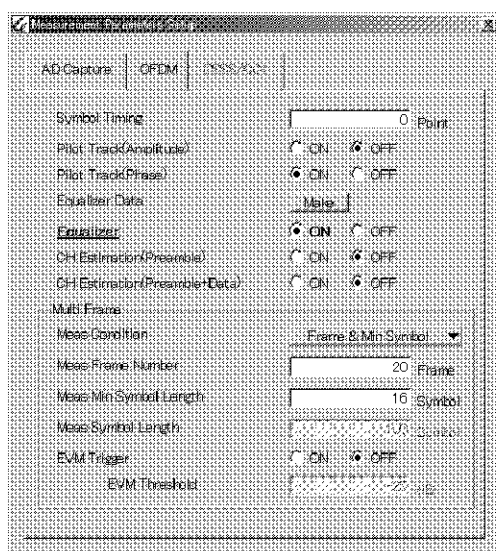 Measurement Parameters Setup
AD Capture OFDM
Symbol Timing 0 Point
Pilot Track(Amplitude) ON OFF
Pilot Track(Phase) ON OFF
Equalizer Data Make
Equalizer ON OFF
CH Estimation(Preamble) ON OFF
CH Estimation(Preamble+Data) ON OFF
Multi Frame
Meas Condition Frame & Min Symbol
Meas Frame Number 20 Frame
Meas Min Symbol Length 16 Symbol
Meas Symbol Length Symbol
EVM Trigger ON OFF
EVM Threshold dB